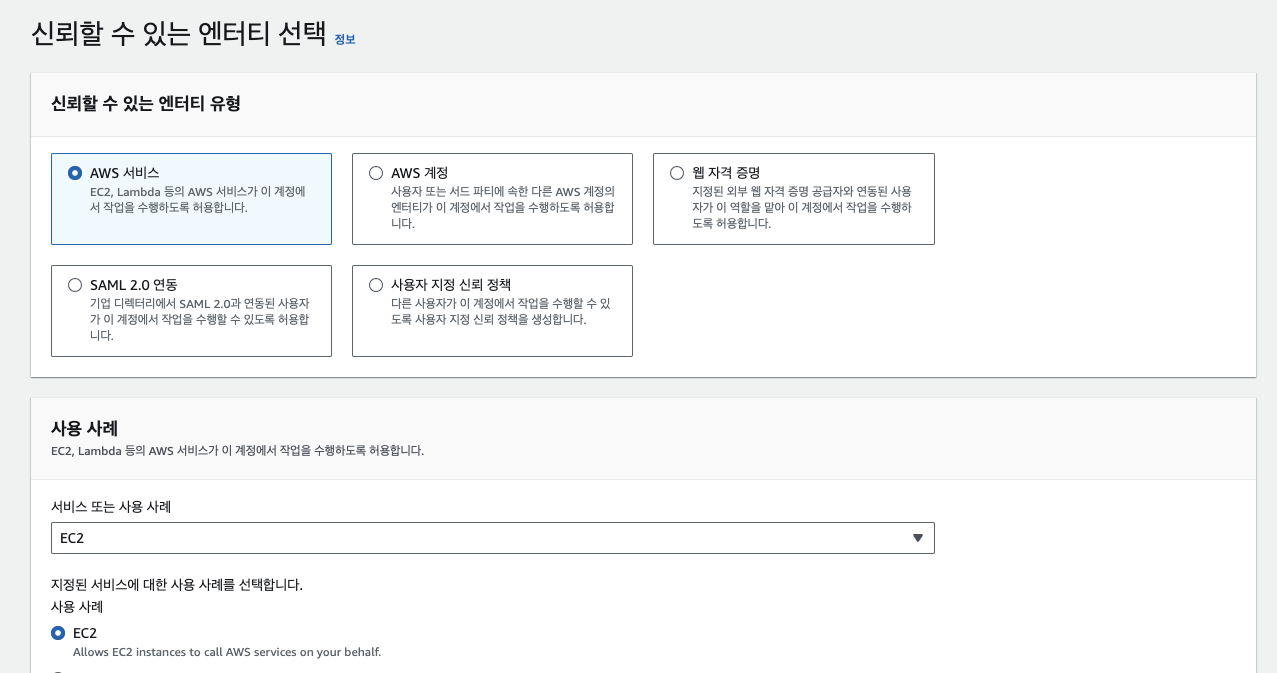 신뢰할 수 있는 엔터티 선택 정보
신뢰할 수 있는 엔터티 유형
AWS 서비스
EC2, Lambda 등의 AWS 서비스가 이 계정에
서 작업을 수행하도록 허용합니다.
AWS 계정
사용자 또는 서드 파티에 속한 다른 AWS 계정의
엔터티가 이 계정에서 작업을 수행하도록 허용합
니다.
웹 자격 증명
지정된 외부 웹 자격 증명 공급자와 연동된 사용
자가 이 역할을 맡아 이 계정에서 작업을 수행하
도록 허용합니다.
SAML 2.0 연동
기업 디렉터리에서 SAML 2.0과 연동된 사용자
가 이 계정에서 작업을 수행할 수 있도록 허용합
니다.
사용자 지정 신뢰 정책
다른 사용자가 이 계정에서 작업을 수행할 수 있
도록 사용자 지정 신뢰 정책을 생성합니다.
사용 사례
EC2, Lambda 등의 AWS 서비스가 이 계정에서 작업을 수행하도록 허용합니다.
서비스 또는 사용 사례
EC2
지정된 서비스에 대한 사용 사례를 선택합니다.
사용 사례
EC2
Allows EC2 instances to call AWS services on your behalf.